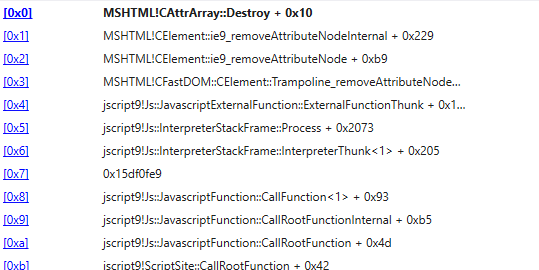 [0x0] MSHTML!CAttrArray::Destroy + 0x10
[0x1] MSHTML!CElement::ie9_removeAttributeNodeInternal + 0x229
[0x2] MSHTML!CElement::ie9_removeAttributeNode + 0xb9
[0x3] MSHTML!CFastDOM::CElement::Trampoline_removeAttributeNode...
[0x4] jscript9!Js::JavascriptExternalFunction::ExternalFunctionThunk + 0x1...
[0x5] jscript9!Js::InterpreterStackFrame::Process + 0x2073
[0x6] jscript9!Js::InterpreterStackFrame::InterpreterThunk<1> + 0x205
[0x7] 0x15df0fe9
[0x8] jscript9!Js::JavascriptFunction::CallFunction<1> + 0x93
[0x9] jscript9!Js::JavascriptFunction::CallRootFunctionInternal + 0xb5
[0xa] jscript9!Js::JavascriptFunction::CallRootFunction + 0x4d
[0xb] jscript9!ScriptSite::CallRootFunction + 0x42